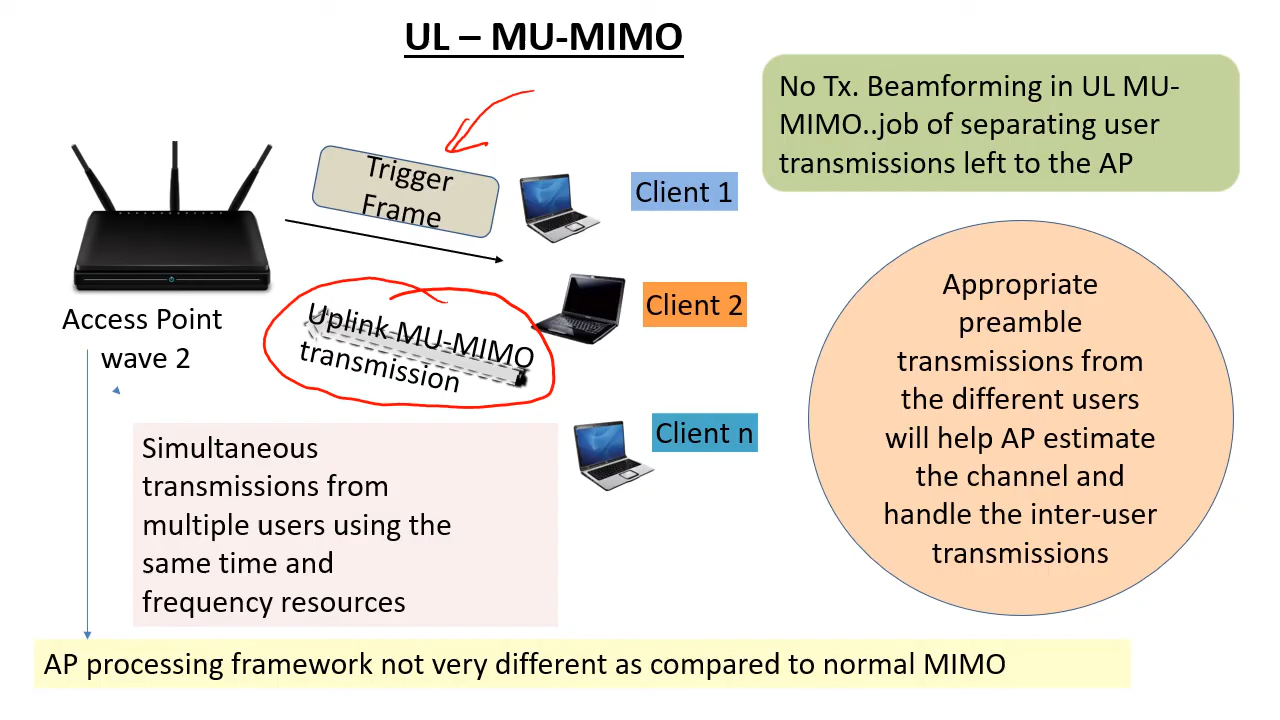 UL – MU-MIMO
No Tx. Beamforming in UL MU-
MIMO..job of separating user
transmissions left to the AP
Trigger
Frame
Client 1
Client 2
Client n
Access Point
wave 2
Uplink MU-MIMO
transmission
Appropriate
preamble
transmissions from
the different users
will help AP estimate
the channel and
handle the inter-user
transmissions
Simultaneous
transmissions from
multiple users using the
same time and
frequency resources
AP processing framework not very different as compared to normal MIMO